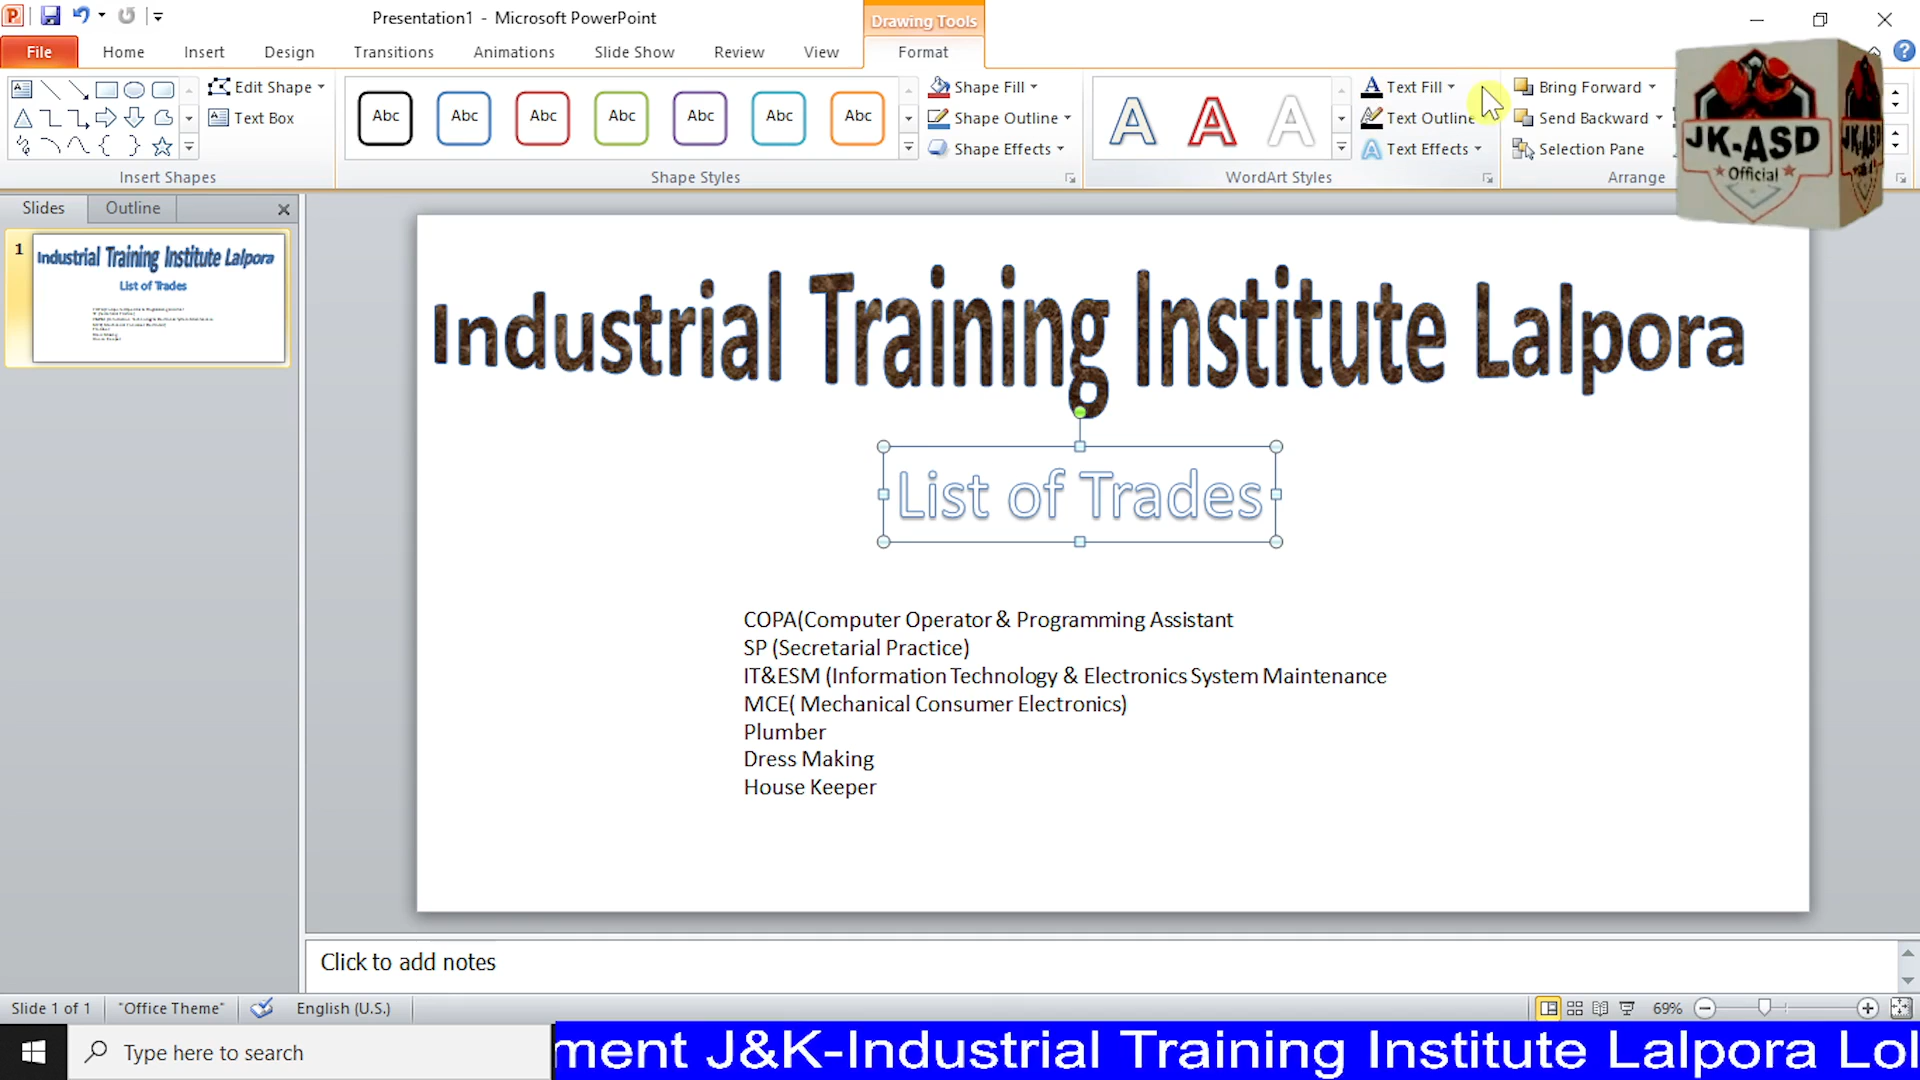 Presentation1 - Microsoft PowerPoint
Drawing Tools
File
Home
Insert
Design
Transitions
Animations
Slide Show
Review
View
Format
Edit Shape
Text Box
Insert Shapes
Abc
Abc
Abc
Abc
Abc
Abc
Abc
Shape Fill
Shape Outline
Shape Effects
Shape Styles
Text Fill
Text Outline
Text Effects
WordArt Styles
Bring Forward
Send Backward
Selection Pane
Arrange
JK-ASD
Official
JK-ASD
Slides
Outline
1
Industrial Training Institute Lalpora
List of Trades
Industrial Training Institute Lalpora
List of Trades
COPA(Computer Operator & Programming Assistant
SP (Secretarial Practice)
IT&ESM (Information Technology & Electronics System Maintenance
MCE( Mechanical Consumer Electronics)
Plumber
Dress Making
House Keeper
Click to add notes
Slide 1 of 1
"Office Theme"
English (U.S.)
69%
Type here to search
ment J&K-Industrial Training Institute Lalpora Lol